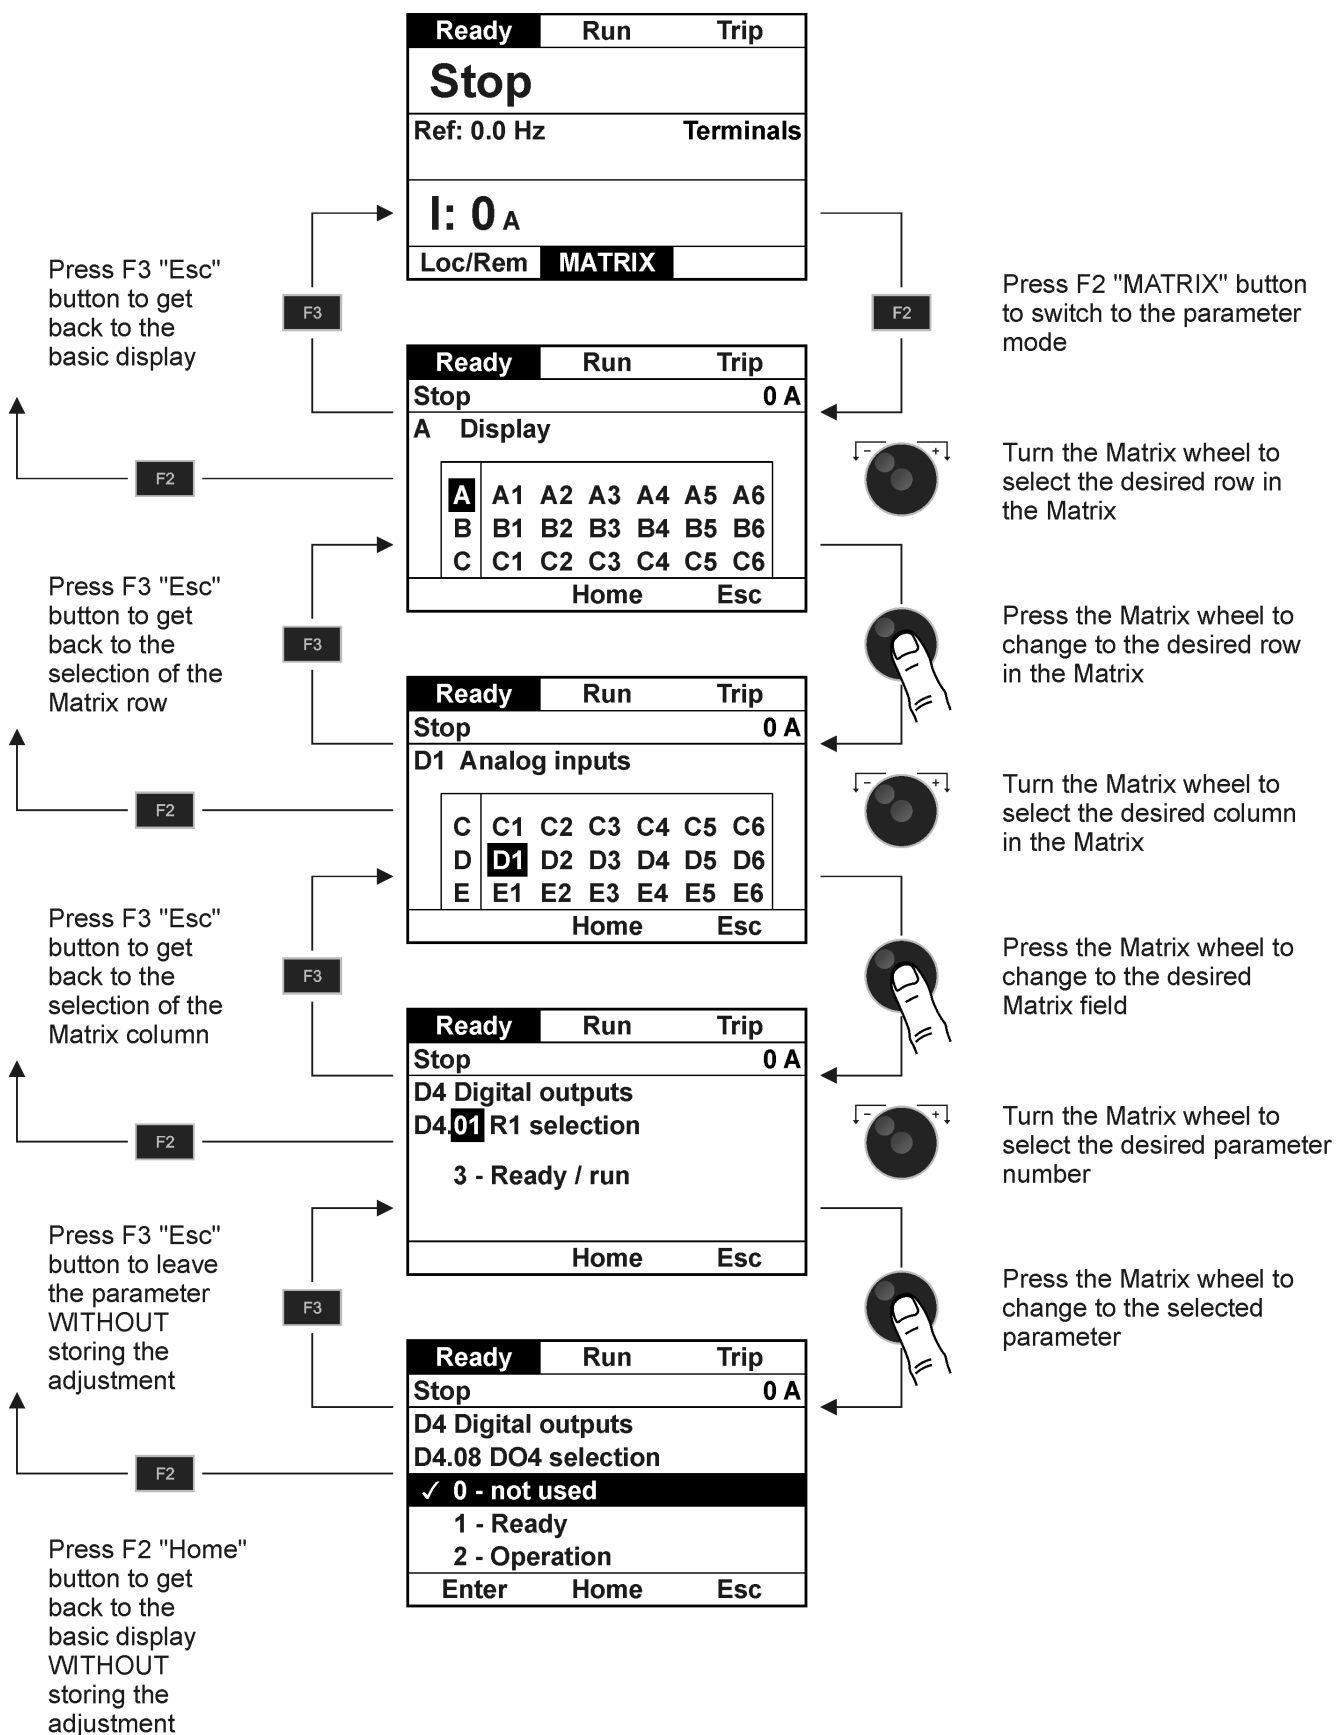 Ready Run Trip
Stop
Ref: 0.0 Hz Terminals
I: 0 A
Loc/Rem MATRIX
Press F3 "Esc"
button to get
back to the
basic display
F3
F2
Press F2 "MATRIX" button
to switch to the parameter
mode
Ready Run Trip
Stop 0 A
A Display
A A1 A2 A3 A4 A5 A6
B B1 B2 B3 B4 B5 B6
C C1 C2 C3 C4 C5 C6
Home Esc
F2
- +
Turn the Matrix wheel to
select the desired row in
the Matrix
Press F3 "Esc"
button to get
back to the
selection of the
Matrix row
F3
Press the Matrix wheel to
change to the desired row
in the Matrix
Ready Run Trip
Stop 0 A
D1 Analog inputs
C C1 C2 C3 C4 C5 C6
D D1 D2 D3 D4 D5 D6
E E1 E2 E3 E4 E5 E6
Home Esc
F2
- +
Turn the Matrix wheel to
select the desired column
in the Matrix
Press F3 "Esc"
button to get
back to the
selection of the
Matrix column
F3
Press the Matrix wheel to
change to the desired
Matrix field
Ready Run Trip
Stop 0 A
D4 Digital outputs
D4.01 R1 selection
3 - Ready / run
Home Esc
F2
- +
Turn the Matrix wheel to
select the desired parameter
number
Press F3 "Esc"
button to leave
the parameter
WITHOUT
storing the
adjustment
F3
Press the Matrix wheel to
change to the selected
parameter
Ready Run Trip
Stop 0 A
D4 Digital outputs
D4.08 DO4 selection
✓ 0 - not used
1 - Ready
2 - Operation
Enter Home Esc
F2
Press F2 "Home"
button to get
back to the
basic display
WITHOUT
storing the
adjustment